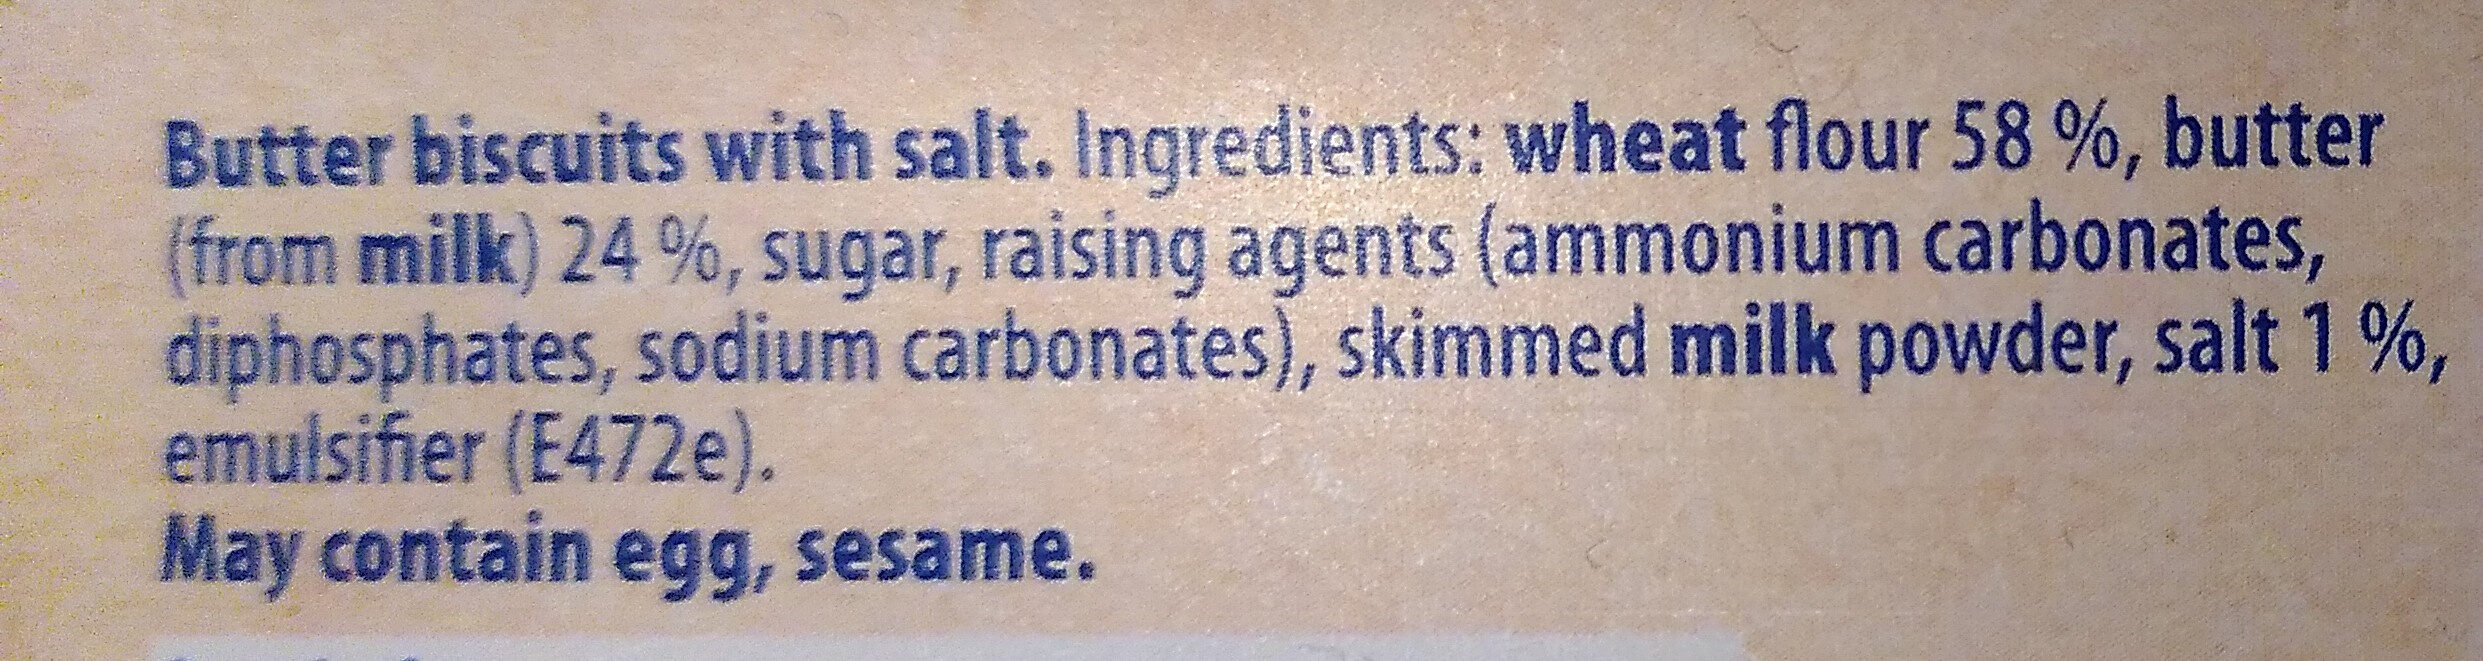 Butter biscuits with salt. Ingredients: wheat flour 58 %, butter
(from milk) 24 %, sugar, raising agents (ammonium carbonates,
diphosphates, sodium carbonates), skimmed milk powder, salt 1 %,
emulsifier (E472e).
May contain egg, sesame.